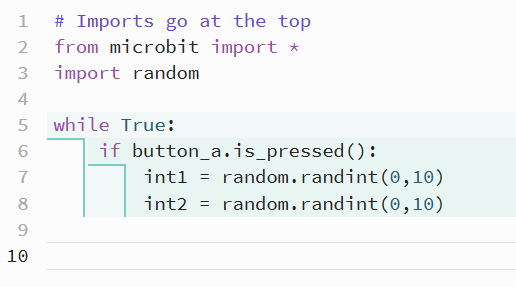 1 # Imports go at the top
2 from microbit import *
3 import random
4
5 while True:
6     if button_a.is_pressed():
7         int1 = random.randint(0,10)
8         int2 = random.randint(0,10)
9
10